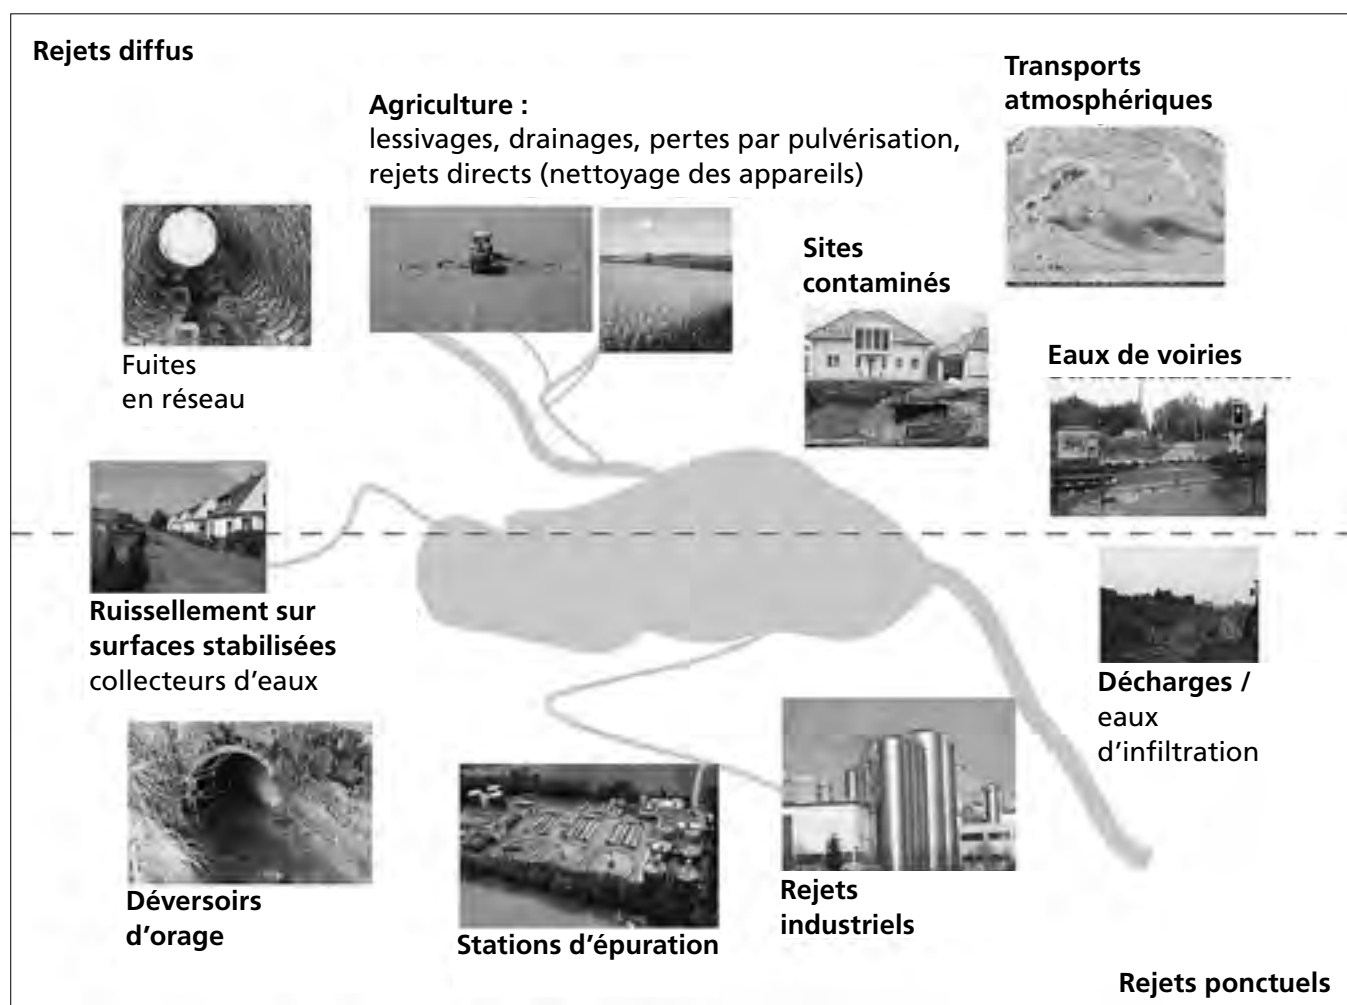 Rejets diffus
Transports
atmosphériques
Agriculture :
lessivages, drainages, pertes par pulvérisation,
rejets directs (nettoyage des appareils)
Sites
contaminés
Fuites
en réseau
Eaux de voiries
Ruissellement sur
surfaces stabilisées
collecteurs d'eaux
Décharges /
eaux
d'infiltration
Déversoirs
d'orage
Stations d'épuration
Rejets
industriels
Rejets ponctuels